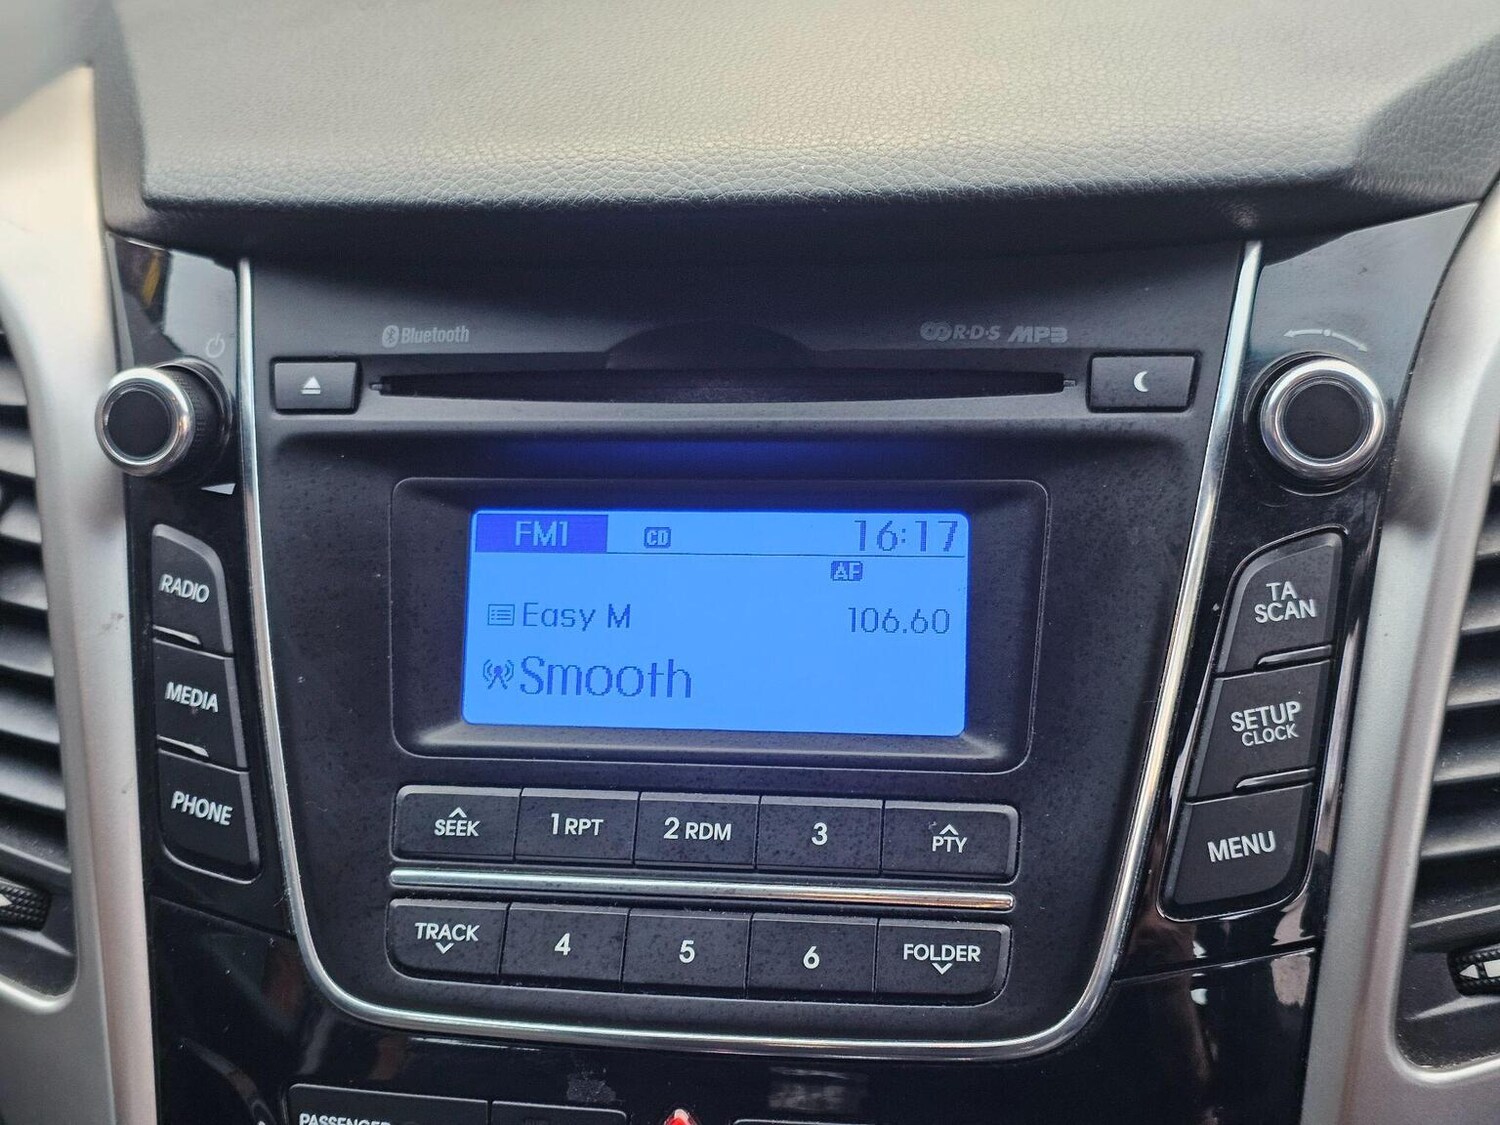 Bluetooth
R·D·S MP3
FM1 CD 16:17
AF
Easy M 106.60
Smooth
RADIO
MEDIA
PHONE
TA
SCAN
SETUP
CLOCK
MENU
SEEK 1 RPT 2 RDM 3 PTY
TRACK 4 5 6 FOLDER
PASSENGER